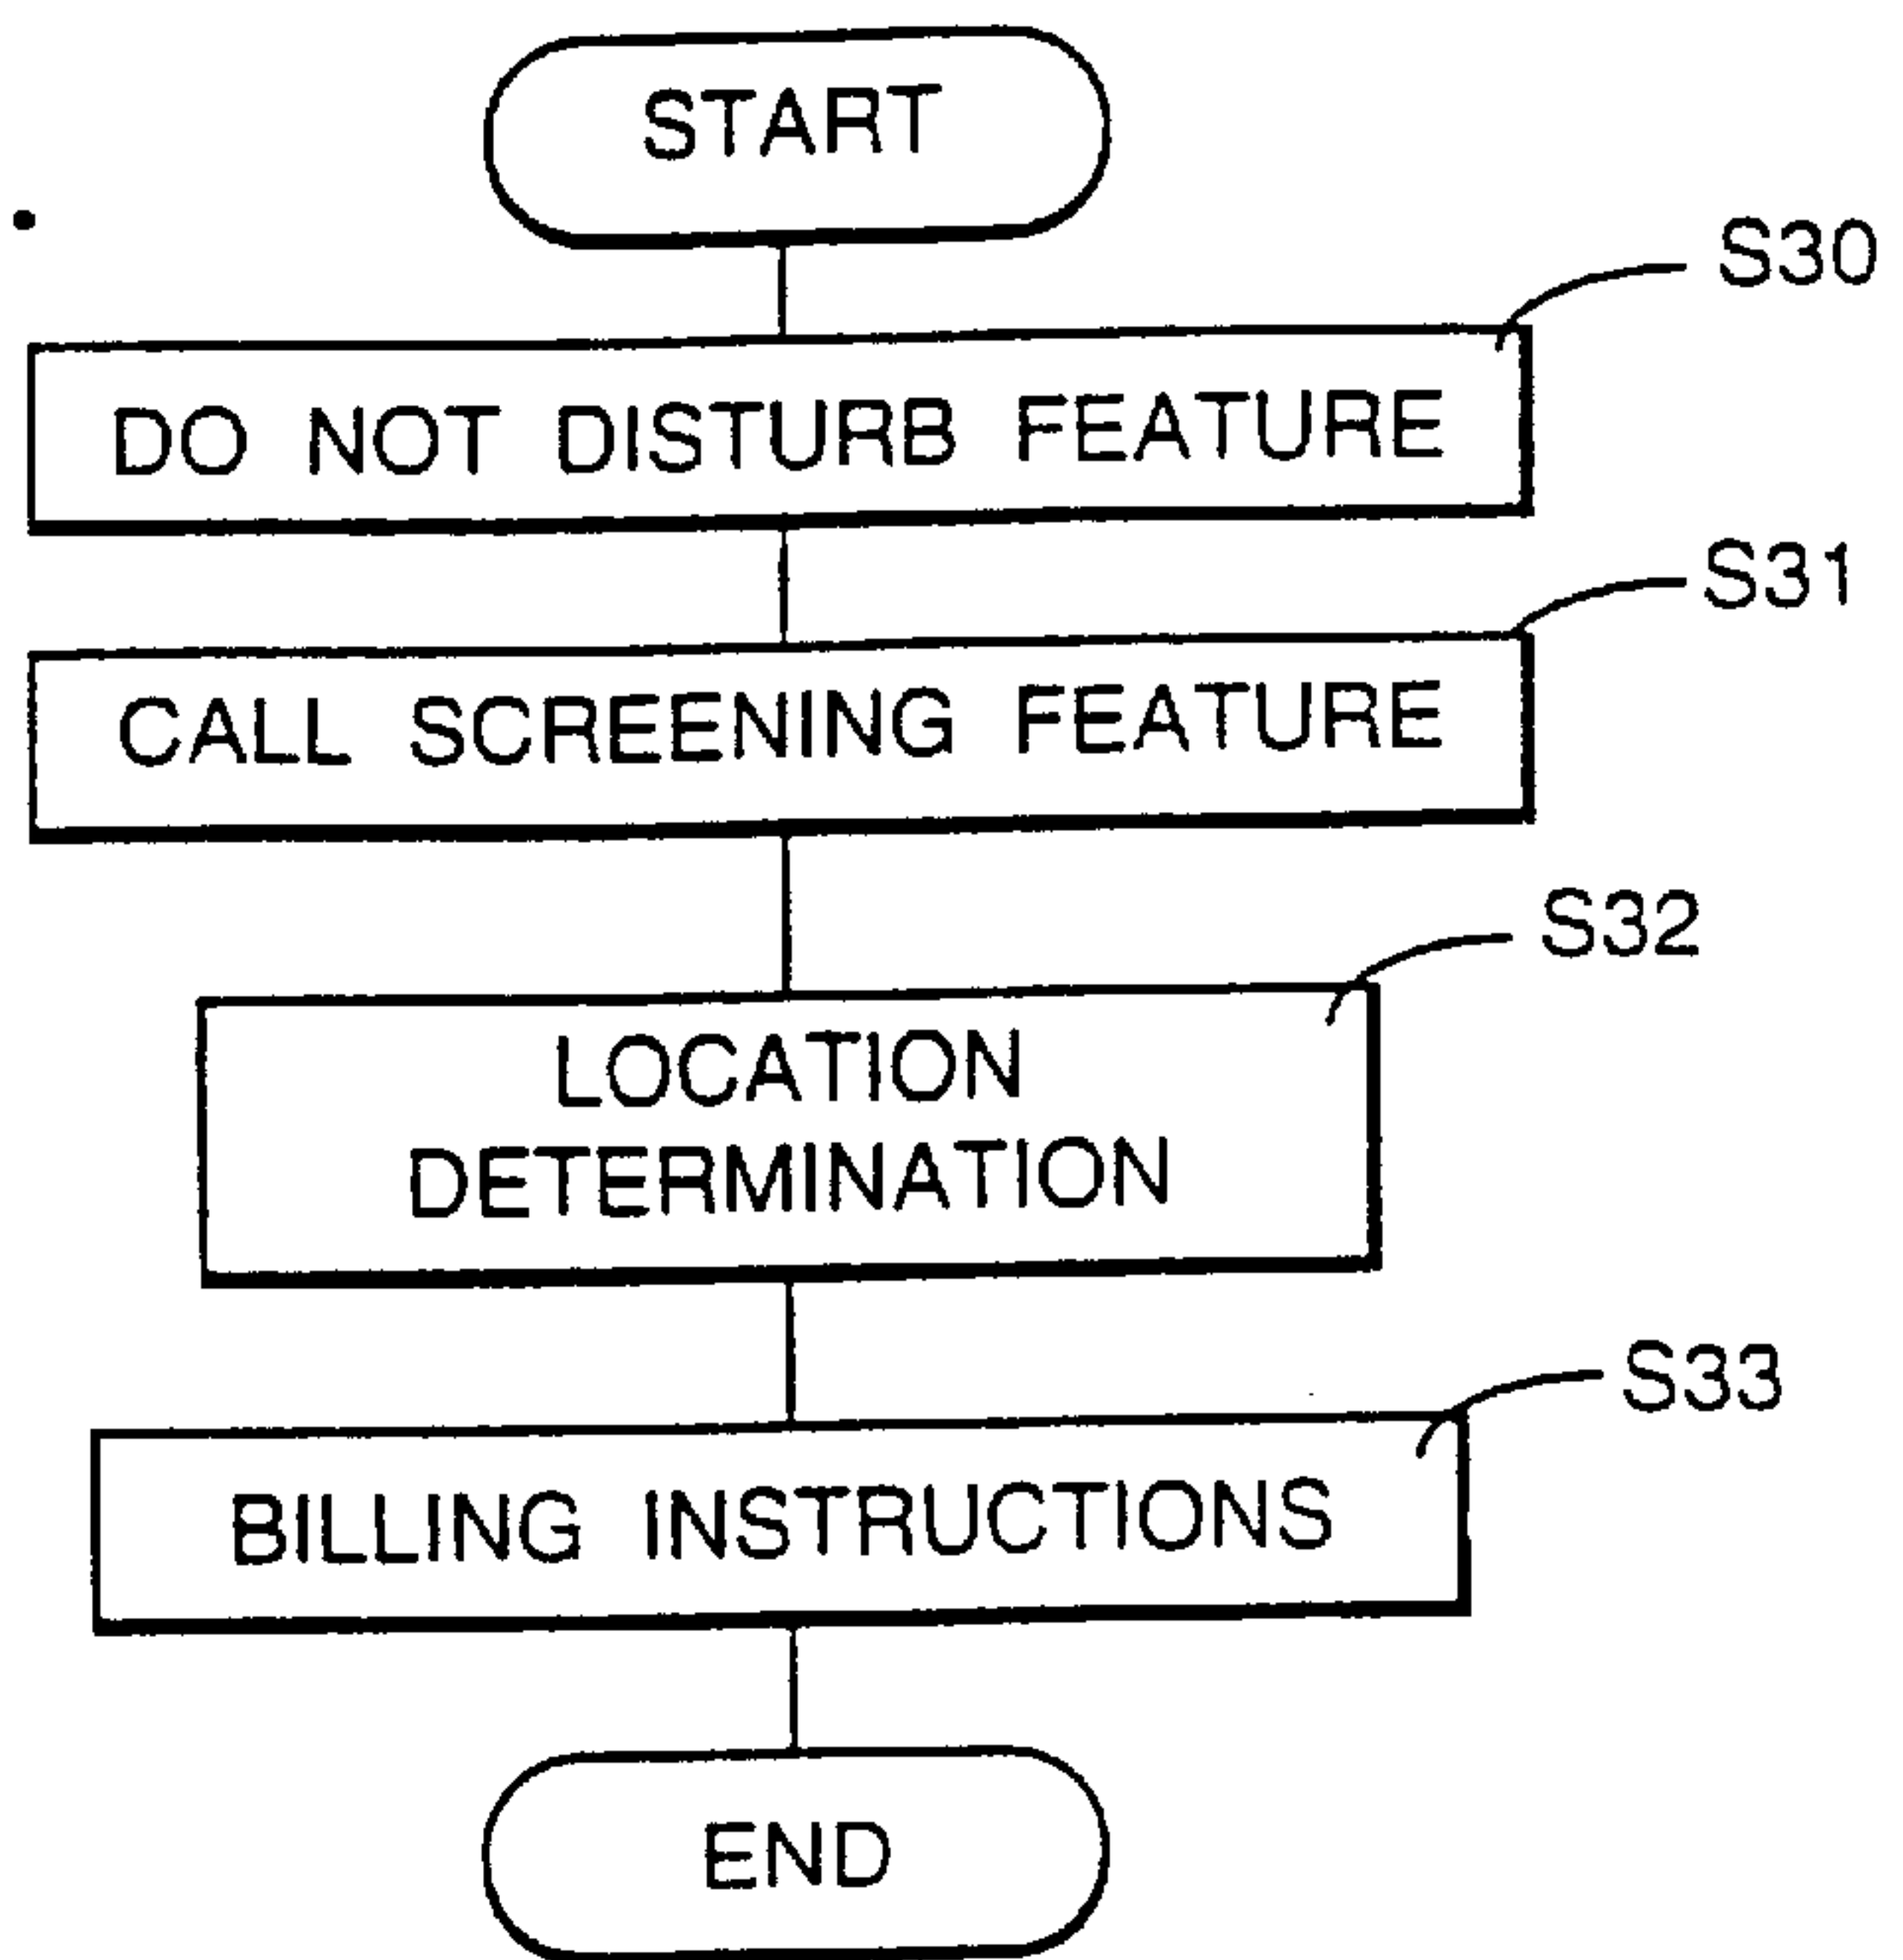 START
S30
DO NOT DISTURB FEATURE
S31
CALL SCREENING FEATURE
S32
LOCATION
DETERMINATION
S33
BILLING INSTRUCTIONS
END